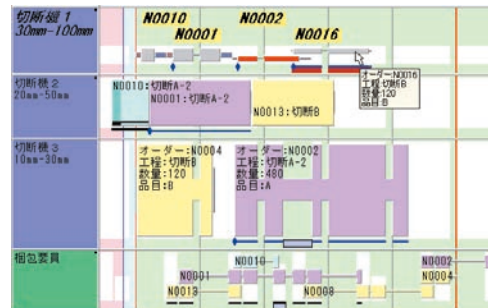 切断機 1
30mm-100mm
N0010
N0002
N0001
N0016
オーダー:N0016
工程:切断B
数量:120
品目:B
切断機2
20mm-50mm
N0010:切断A-2
N0001:切断A-2
N0013:切断B
切断機3
10mm-30mm
オーダー:N0004
工程:切断B
数量:120
品目:B
オーダー:N0002
工程:切断A-2
数量:480
品目:A
梱包要員
N0010
N0002
N0001
N0004
N0013
N0008